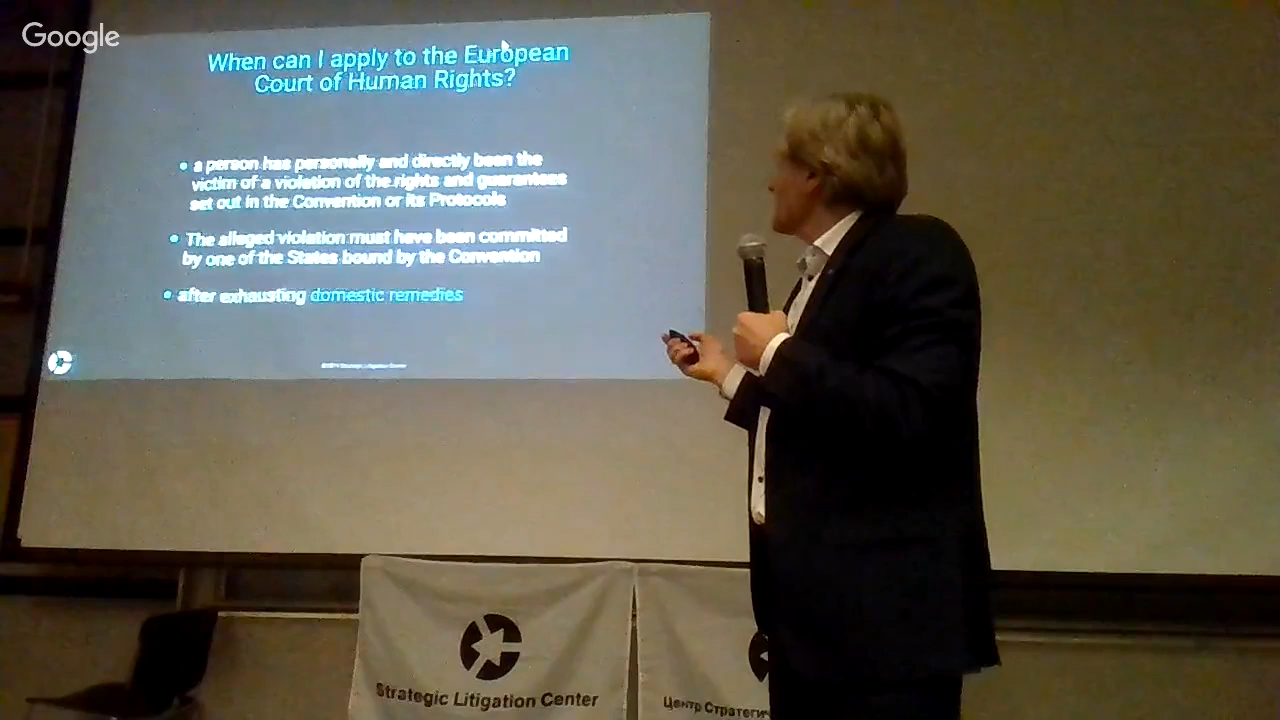 Google
When can I apply to the European
Court of Human Rights?
• a person has personally and directly been the
victim of a violation of the rights and guarantees
set out in the Convention or its Protocols
• The alleged violation must have been committed
by one of the States bound by the Convention
• after exhausting domestic remedies
Strategic Litigation Center
Центр Стратегич